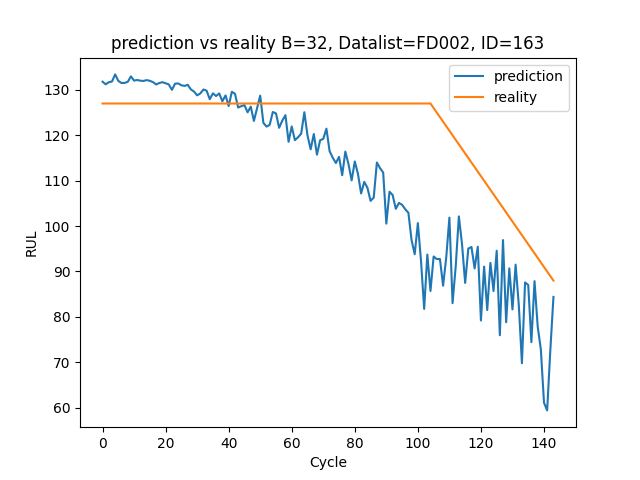 prediction vs reality B=32, Datalist=FD002, ID=163
prediction
reality
130
120
110
100
90
80
70
60
RUL
0 20 40 60 80 100 120 140
Cycle